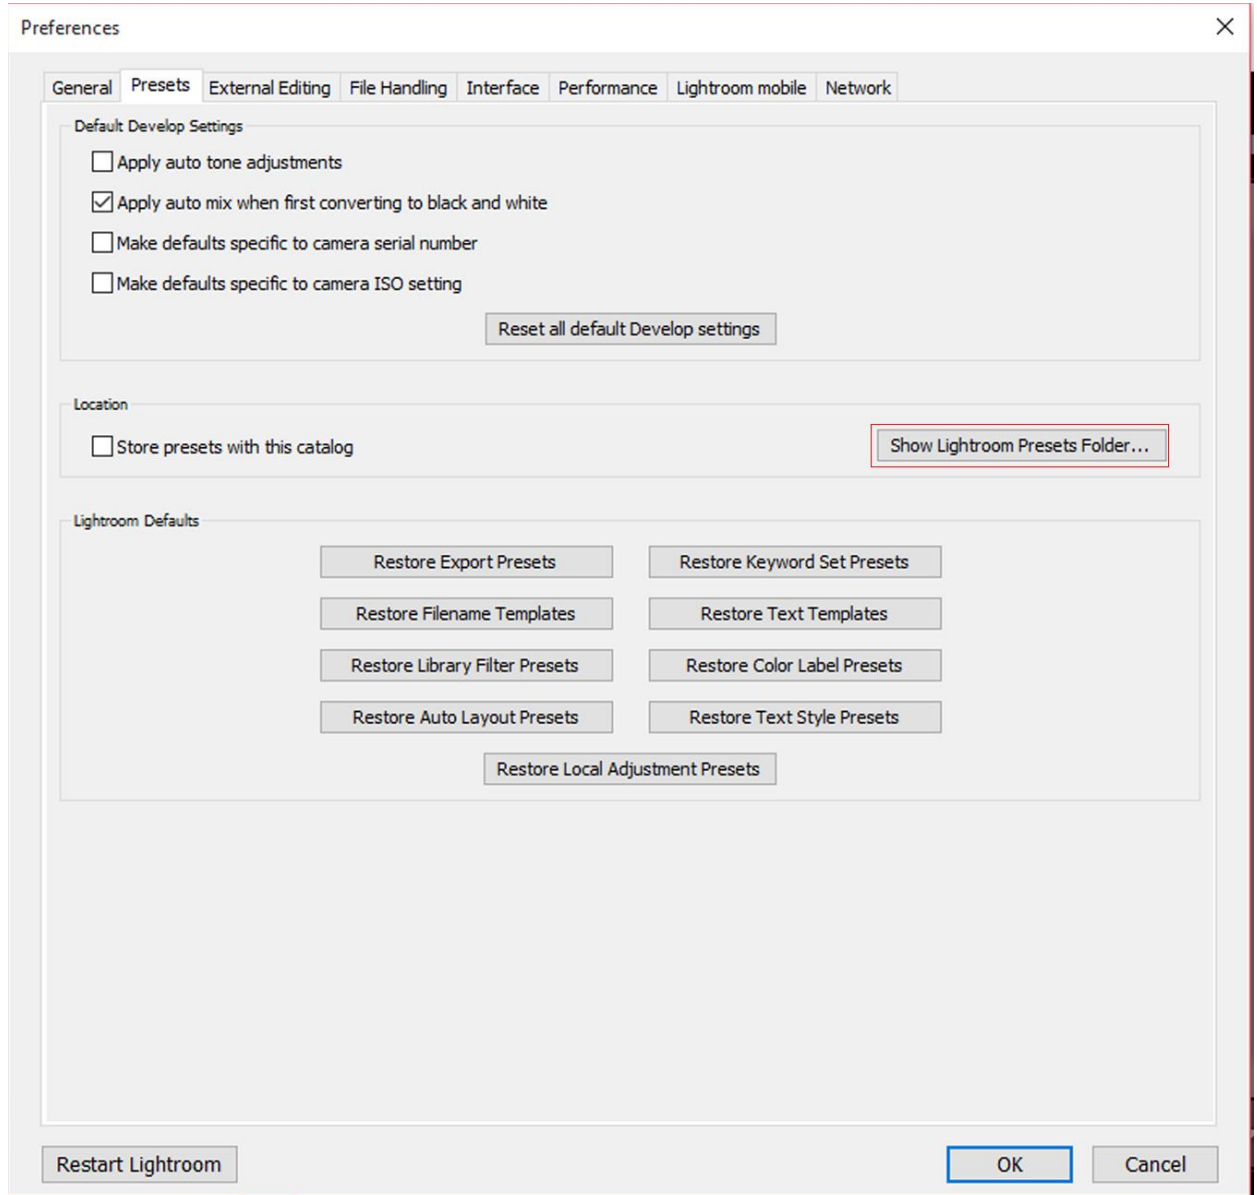 Preferences
General Presets External Editing File Handling Interface Performance Lightroom mobile Network
Default Develop Settings
Apply auto tone adjustments
Apply auto mix when first converting to black and white
Make defaults specific to camera serial number
Make defaults specific to camera ISO setting
Reset all default Develop settings
Location
Store presets with this catalog Show Lightroom Presets Folder...
Lightroom Defaults
Restore Export Presets Restore Keyword Set Presets
Restore Filename Templates Restore Text Templates
Restore Library Filter Presets Restore Color Label Presets
Restore Auto Layout Presets Restore Text Style Presets
Restore Local Adjustment Presets
Restart Lightroom OK Cancel